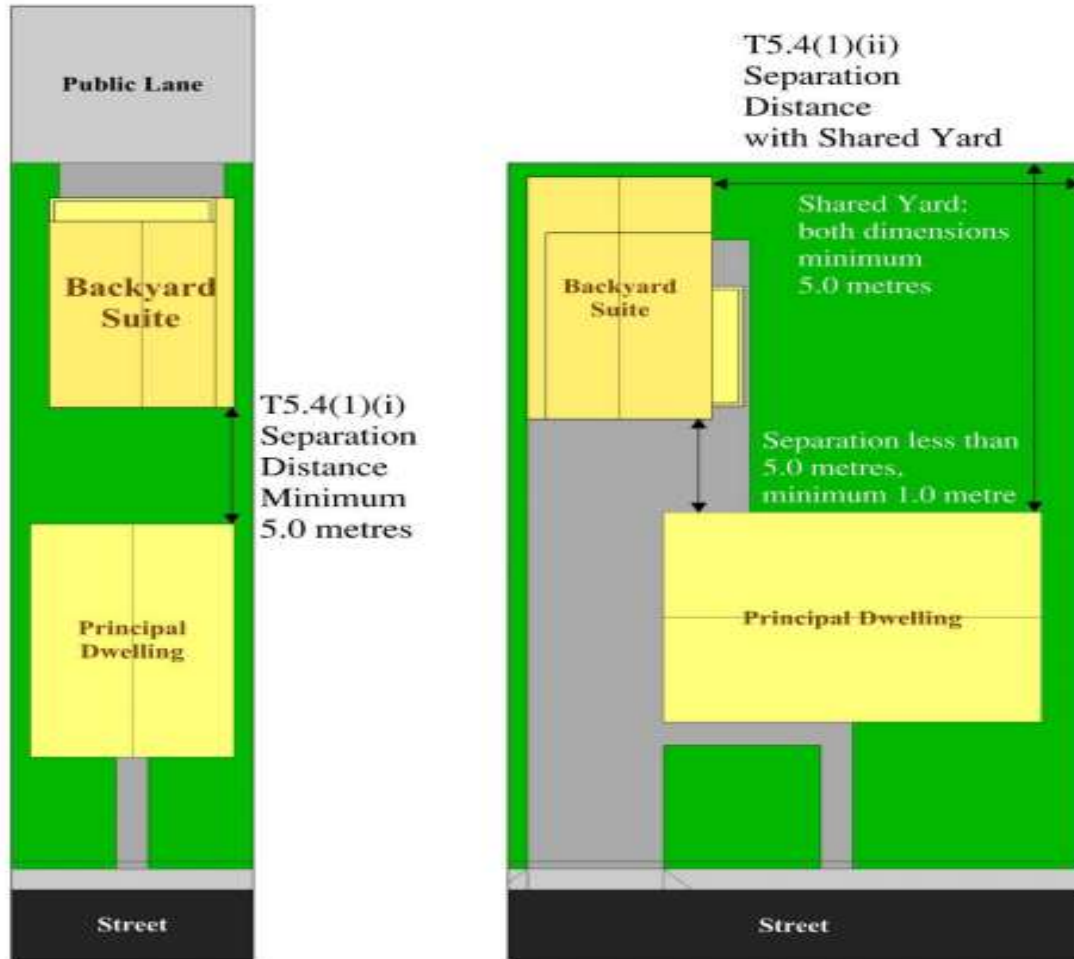 Public Lane
Backyard
Suite
T5.4(1)(i)
Separation
Distance
Minimum
5.0 metres
Principal
Dwelling
Street
T5.4(1)(ii)
Separation
Distance
with Shared Yard
Shared Yard:
both dimensions
minimum
5.0 metres
Backyard
Suite
Separation less than
5.0 metres,
minimum 1.0 metre
Principal Dwelling
Street